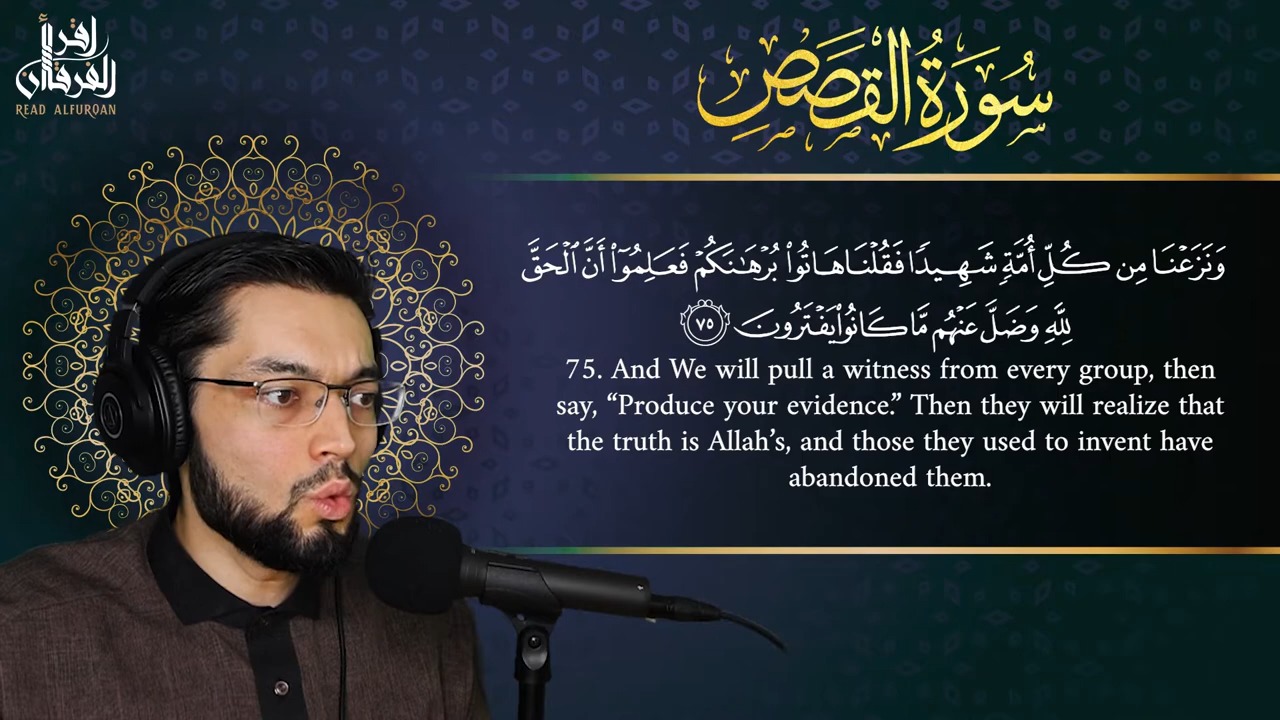 اقرأ
الفرقان
READ ALFURQAN
سُورَةُ القَصَصِ
وَنَزَعۡنَا مِن كُلِّ أُمَّةٖ شَهِيدٗا فَقُلۡنَا هَاتُواْ بُرۡهَٰنَكُمۡ فَعَلِمُوٓاْ أَنَّ ٱلۡحَقَّ
لِلَّهِ وَضَلَّ عَنۡهُم مَّا كَانُواْ يَفۡتَرُونَ ٧٥
75. And We will pull a witness from every group, then
say, “Produce your evidence.” Then they will realize that
the truth is Allah’s, and those they used to invent have
abandoned them.